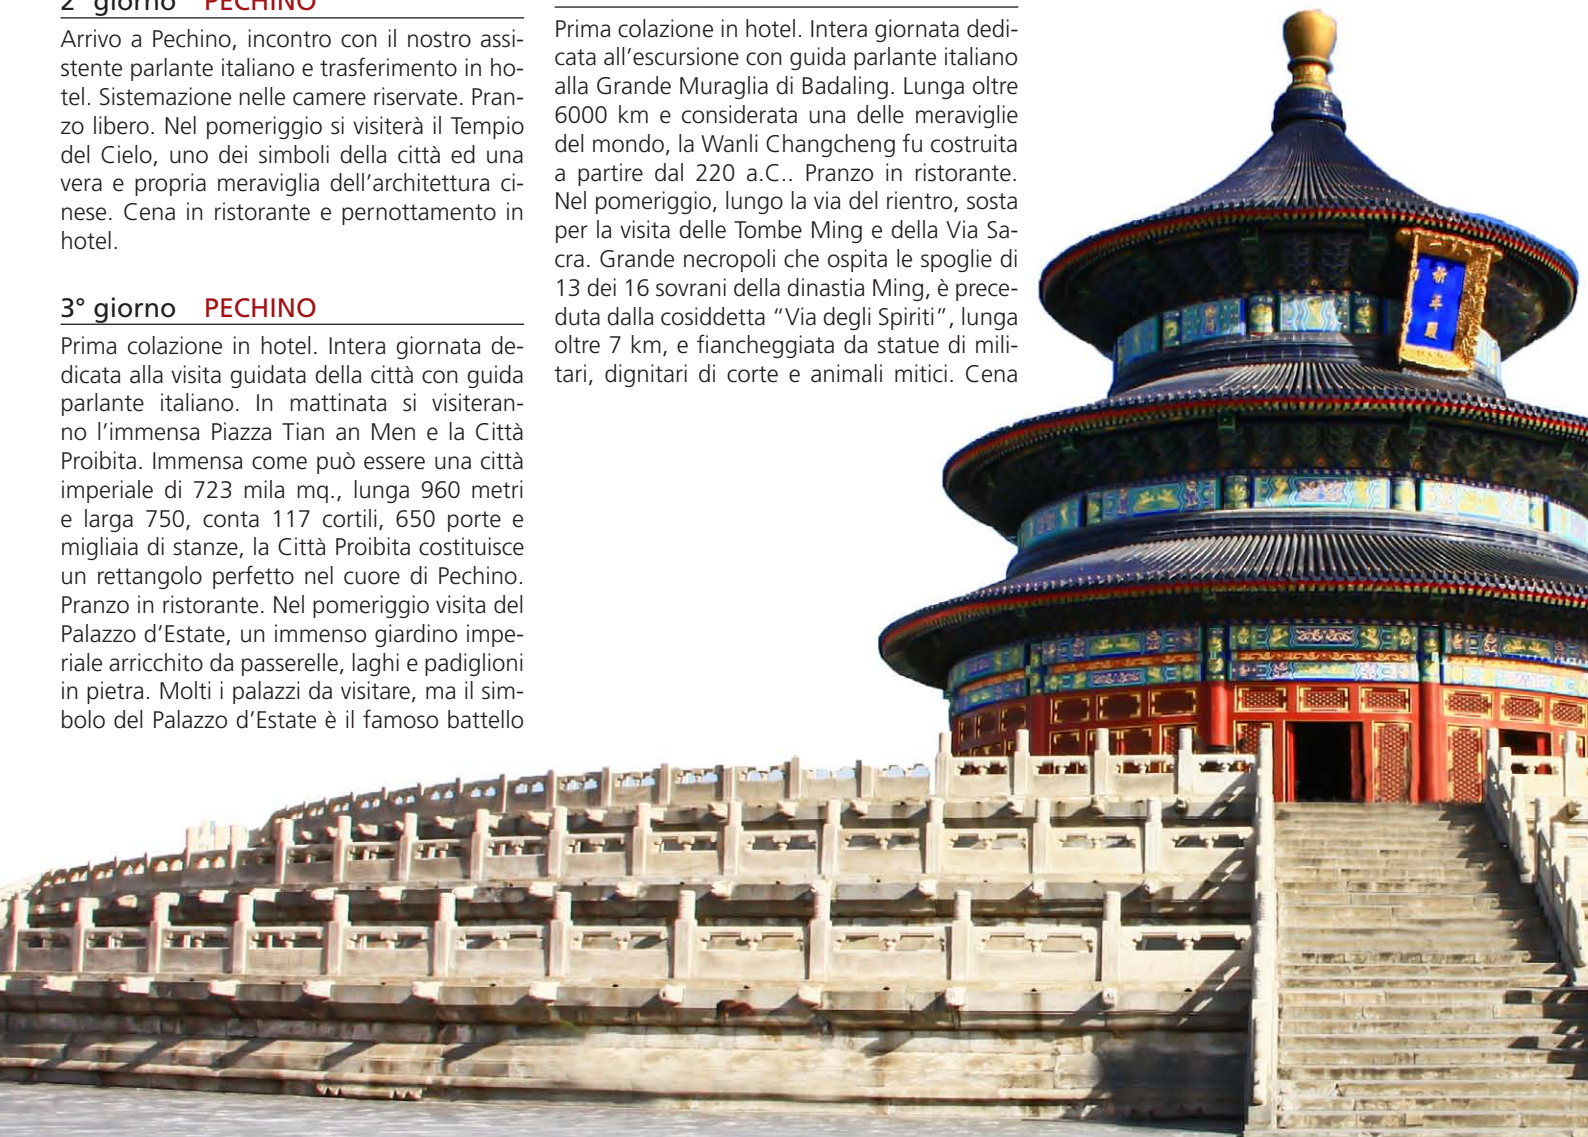 2° giorno PECHINO
Arrivo a Pechino, incontro con il nostro assi-
stente parlante italiano e trasferimento in ho-
tel. Sistemazione nelle camere riservate. Pran-
zo libero. Nel pomeriggio si visiterà il Tempio
del Cielo, uno dei simboli della città ed una
vera e propria meraviglia dell’architettura ci-
nese. Cena in ristorante e pernottamento in
hotel.
3° giorno PECHINO
Prima colazione in hotel. Intera giornata de-
dicata alla visita guidata della città con guida
parlante italiano. In mattinata si visiteran-
no l’immensa Piazza Tian an Men e la Città
Proibita. Immensa come può essere una città
imperiale di 723 mila mq., lunga 960 metri
e larga 750, conta 117 cortili, 650 porte e
migliaia di stanze, la Città Proibita costituisce
un rettangolo perfetto nel cuore di Pechino.
Pranzo in ristorante. Nel pomeriggio visita del
Palazzo d’Estate, un immenso giardino impe-
riale arricchito da passerelle, laghi e padiglioni
in pietra. Molti i palazzi da visitare, ma il sim-
bolo del Palazzo d’Estate è il famoso battello
Prima colazione in hotel. Intera giornata dedi-
cata all’escursione con guida parlante italiano
alla Grande Muraglia di Badaling. Lunga oltre
6000 km e considerata una delle meraviglie
del mondo, la Wanli Changcheng fu costruita
a partire dal 220 a.C.. Pranzo in ristorante.
Nel pomeriggio, lungo la via del rientro, sosta
per la visita delle Tombe Ming e della Via Sa-
cra. Grande necropoli che ospita le spoglie di
13 dei 16 sovrani della dinastia Ming, è prece-
duta dalla cosiddetta “Via degli Spiriti”, lunga
oltre 7 km, e fiancheggiata da statue di mili-
tari, dignitari di corte e animali mitici. Cena
祈年殿